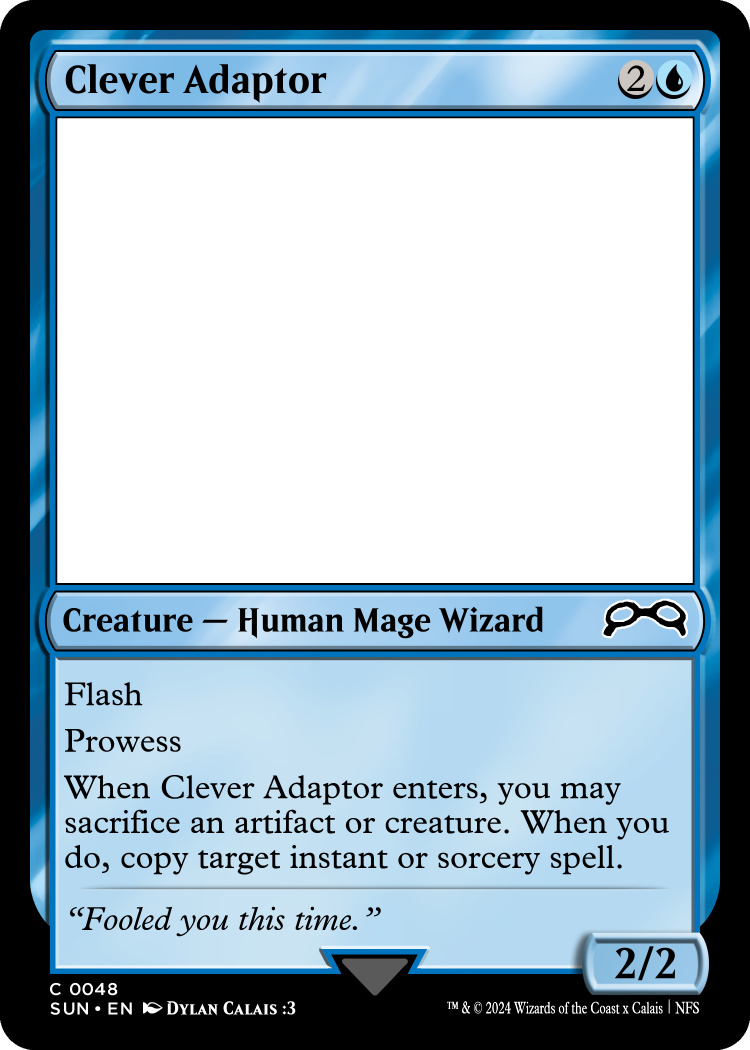 Clever Adaptor 2
Creature — Human Mage Wizard
Flash
Prowess
When Clever Adaptor enters, you may
sacrifice an artifact or creature. When you
do, copy target instant or sorcery spell.
“Fooled you this time.”
2/2
C 0048
SUN • EN Dylan Calais :3
™ & © 2024 Wizards of the Coast x Calais | NFS